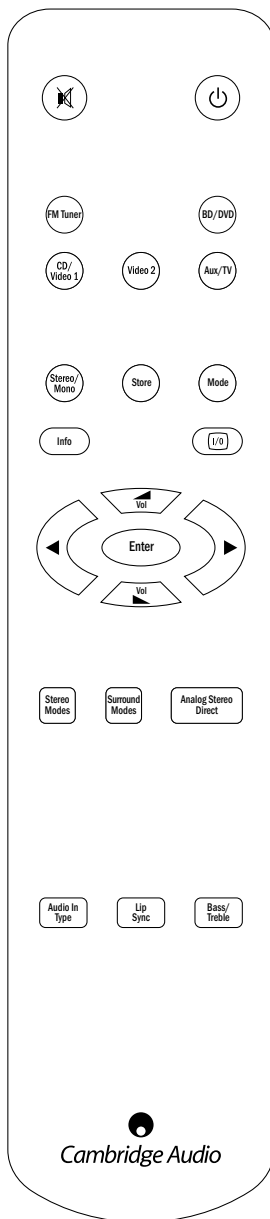 FM Tuner
BD/DVD
CD/
Video 1
Video 2
Aux/TV
Stereo/
Mono
Store
Mode
Info
I/0
Vol
Enter
Vol
Stereo
Modes
Surround
Modes
Analog Stereo
Direct
Audio In
Type
Lip
Sync
Bass/
Treble
Cambridge Audio